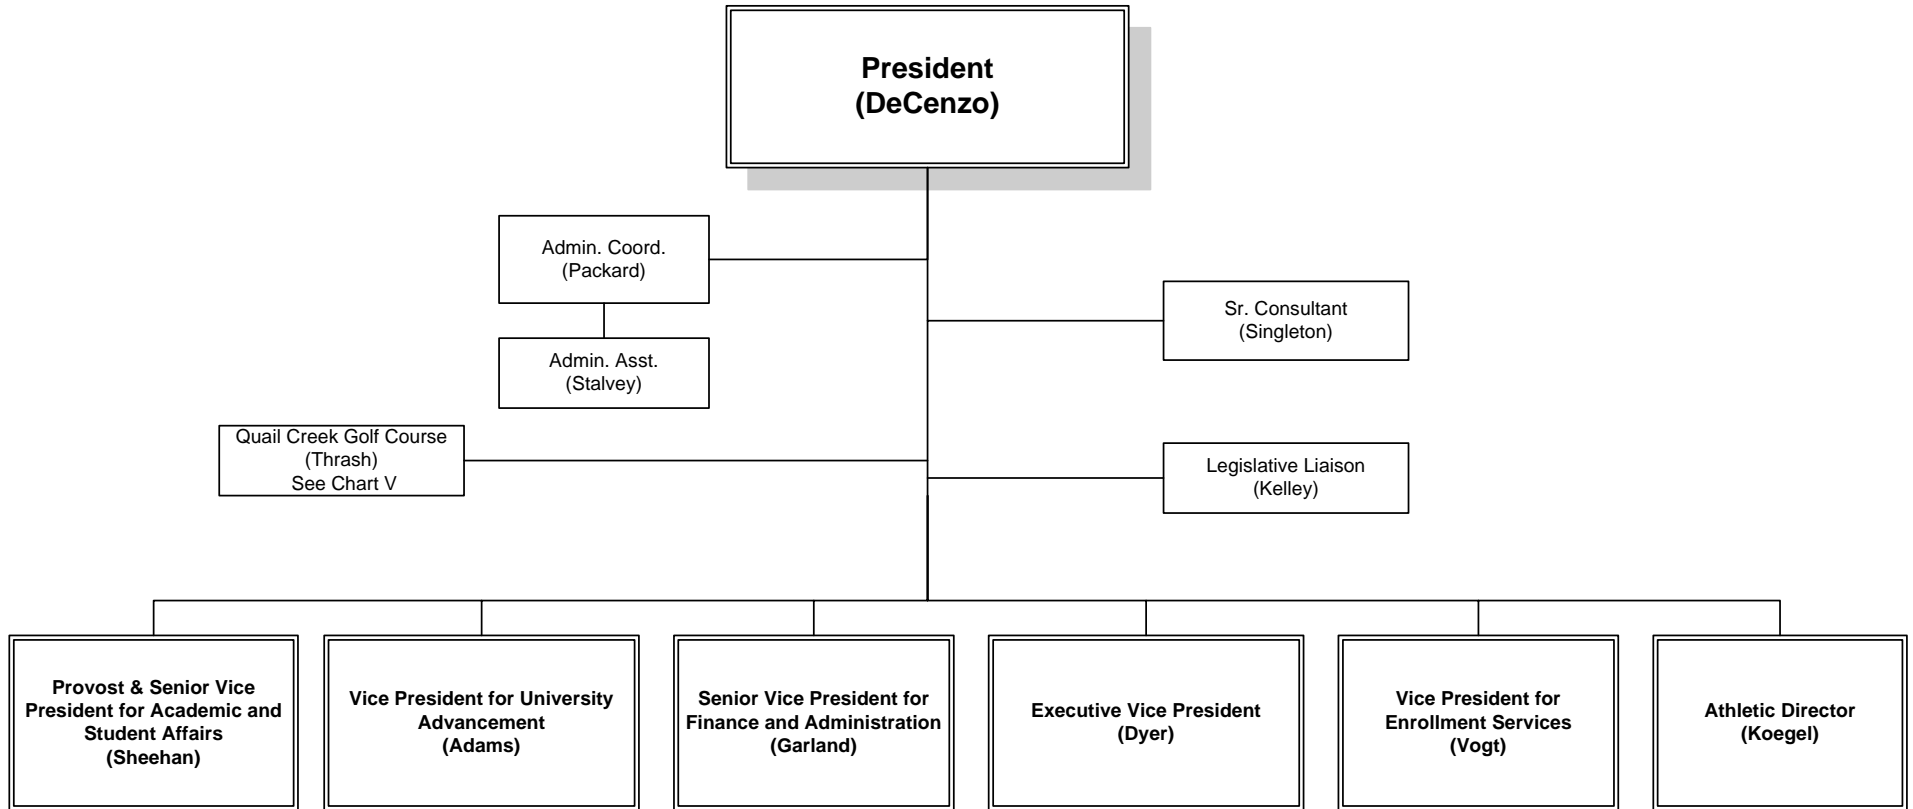 President
(DeCenzo)
Admin. Coord.
(Packard)
Sr. Consultant
(Singleton)
Admin. Asst.
(Stalvey)
Quail Creek Golf Course
(Thrash)
See Chart V
Legislative Liaison
(Kelley)
Provost & Senior Vice
President for Academic and
Student Affairs
(Sheehan)
Vice President for University
Advancement
(Adams)
Senior Vice President for
Finance and Administration
(Garland)
Executive Vice President
(Dyer)
Vice President for
Enrollment Services
(Vogt)
Athletic Director
(Koegel)